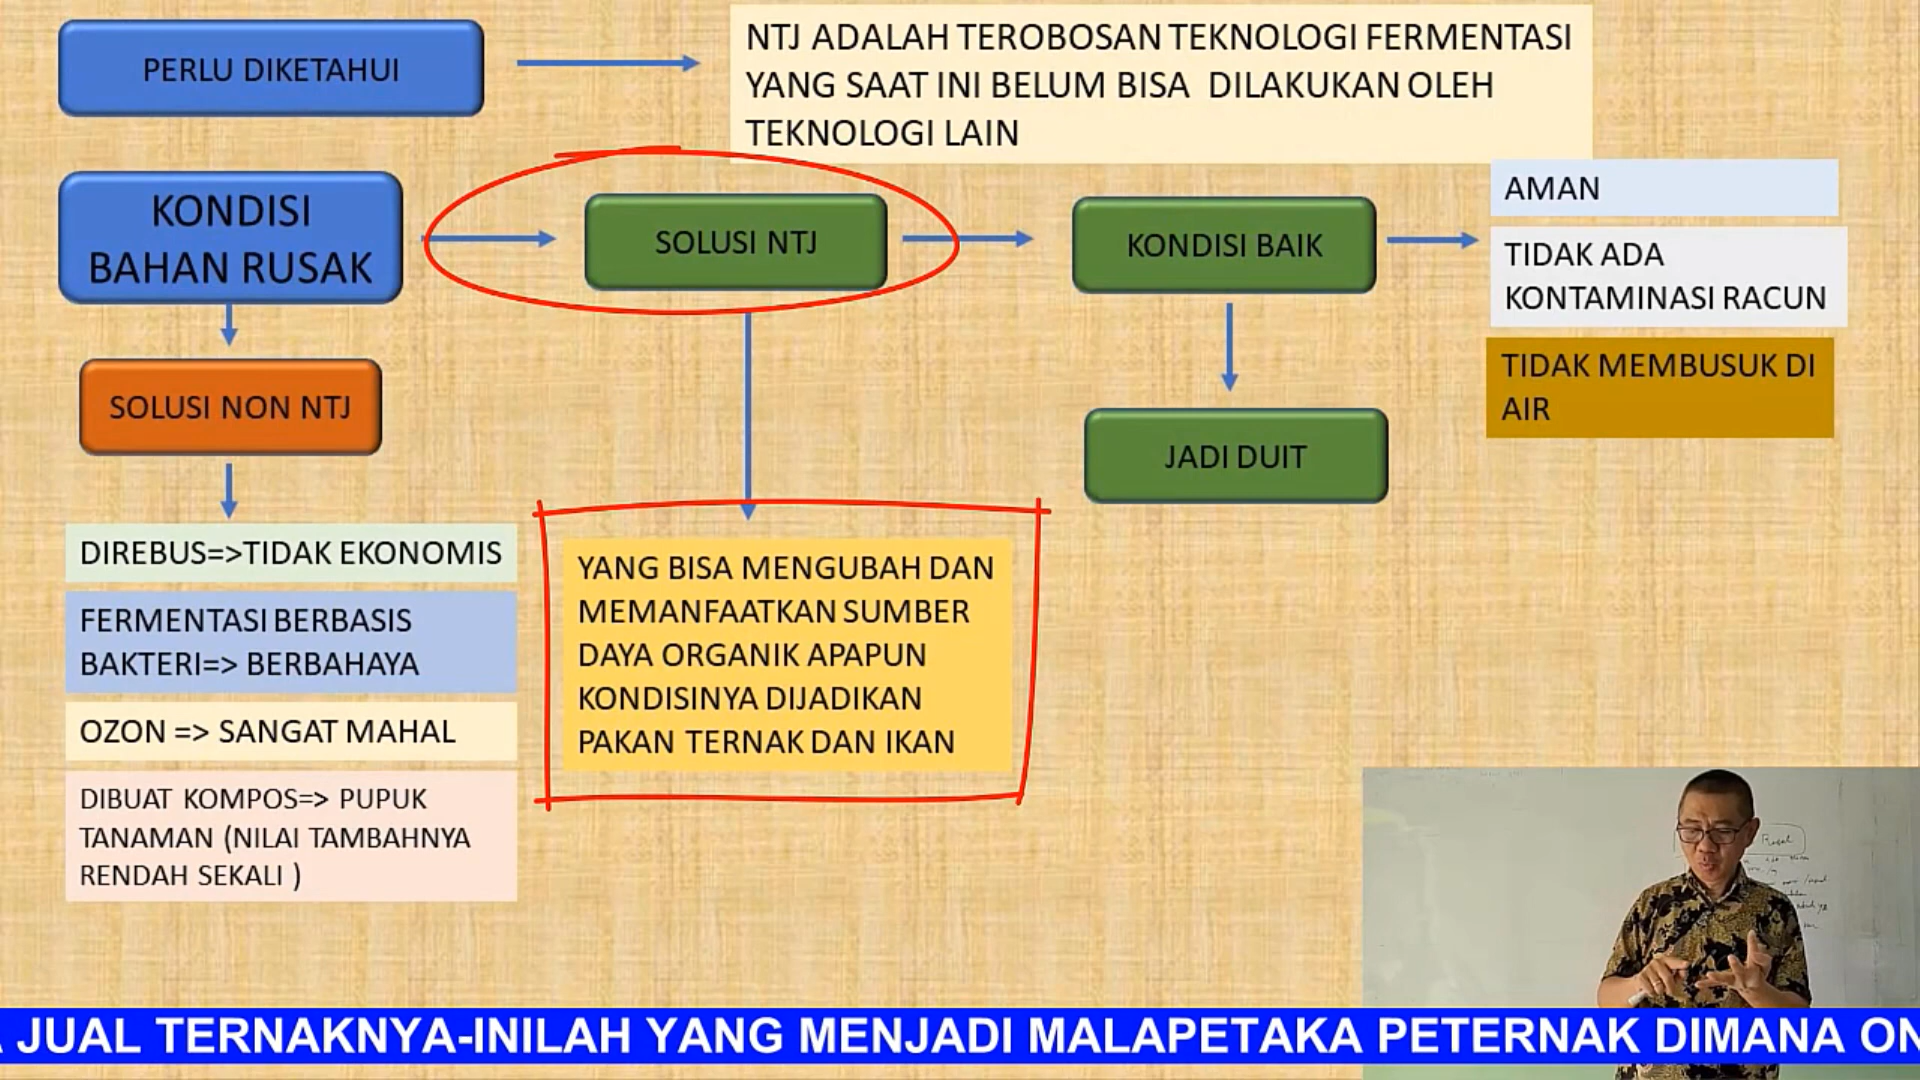 PERLU DIKETAHUI
NTJ ADALAH TEROBOSAN TEKNOLOGI FERMENTASI
YANG SAAT INI BELUM BISA DILAKUKAN OLEH
TEKNOLOGI LAIN
KONDISI
BAHAN RUSAK
SOLUSI NTJ
KONDISI BAIK
AMAN
TIDAK ADA
KONTAMINASI RACUN
TIDAK MEMBUSUK DI
AIR
SOLUSI NON NTJ
JADI DUIT
DIREBUS=>TIDAK EKONOMIS
FERMENTASI BERBASIS
BAKTERI=> BERBAHAYA
OZON => SANGAT MAHAL
DIBUAT KOMPOS=> PUPUK
TANAMAN (NILAI TAMBAHNYA
RENDAH SEKALI )
YANG BISA MENGUBAH DAN
MEMANFAATKAN SUMBER
DAYA ORGANIK APAPUN
KONDISINYA DIJADIKAN
PAKAN TERNAK DAN IKAN
JUAL TERNAKNYA-INILAH YANG MENJADI MALAPETAKA PETERNAK DIMANA